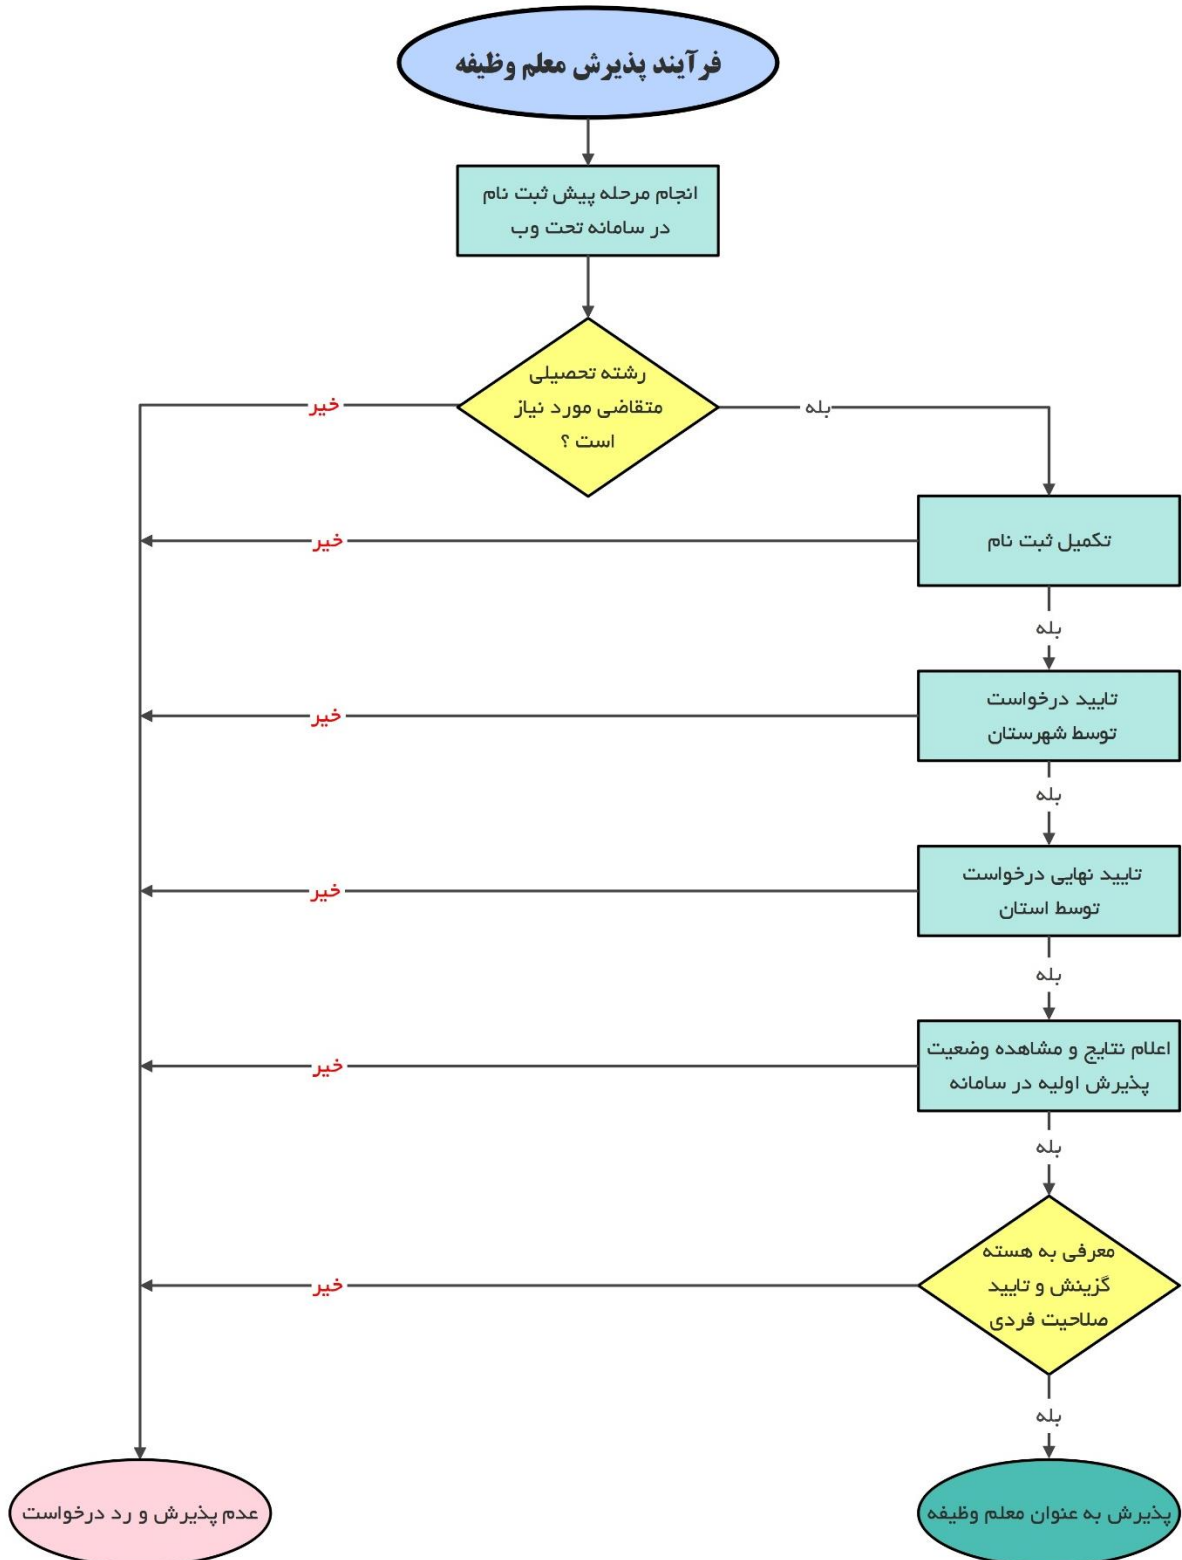 فرآیند پذیرش معلم وظیفه
انجام مرحله پیش ثبت نام
در سامانه تحت وب
رشته تحصیلی
متقاضی مورد نیاز
است ؟
بله
خیر
تکمیل ثبت نام
خیر
بله
تایید درخواست
توسط شهرستان
خیر
بله
تایید نهایی درخواست
توسط استان
خیر
بله
اعلام نتایج و مشاهده وضعیت
پذیرش اولیه در سامانه
خیر
بله
معرفی به هسته
گزینش و تایید
صلاحیت فردی
خیر
بله
پذیرش به عنوان معلم وظیفه
عدم پذیرش و رد درخواست